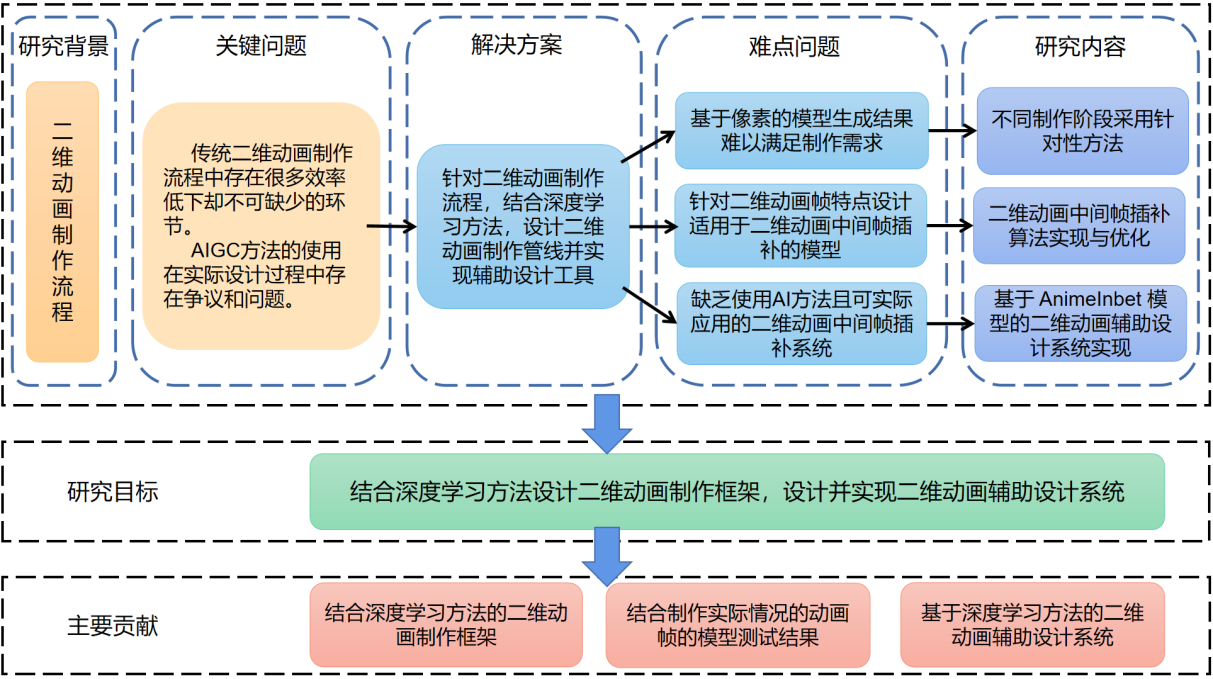 研究背景
二维动画制作流程
关键问题
传统二维动画制作
流程中存在很多效率
低下却不可缺少的环
节。
AIGC方法的使用
在实际设计过程中存
在争议和问题。
解决方案
针对二维动画制作
流程，结合深度学
习方法，设计二维
动画制作管线并实
现辅助设计工具
难点问题
基于像素的模型生成结果
难以满足制作需求
针对二维动画帧特点设计
适用于二维动画中间帧插
补的模型
缺乏使用AI方法且可实际
应用的二维动画中间帧插
补系统
研究内容
不同制作阶段采用针
对性方法
二维动画中间帧插补
算法实现与优化
基于 AnimeInbet 模
型的二维动画辅助设
计系统实现
研究目标
结合深度学习方法设计二维动画制作框架，设计并实现二维动画辅助设计系统
主要贡献
结合深度学习方法的二维动
画制作框架
结合制作实际情况的动画
帧的模型测试结果
基于深度学习方法的二维
动画辅助设计系统